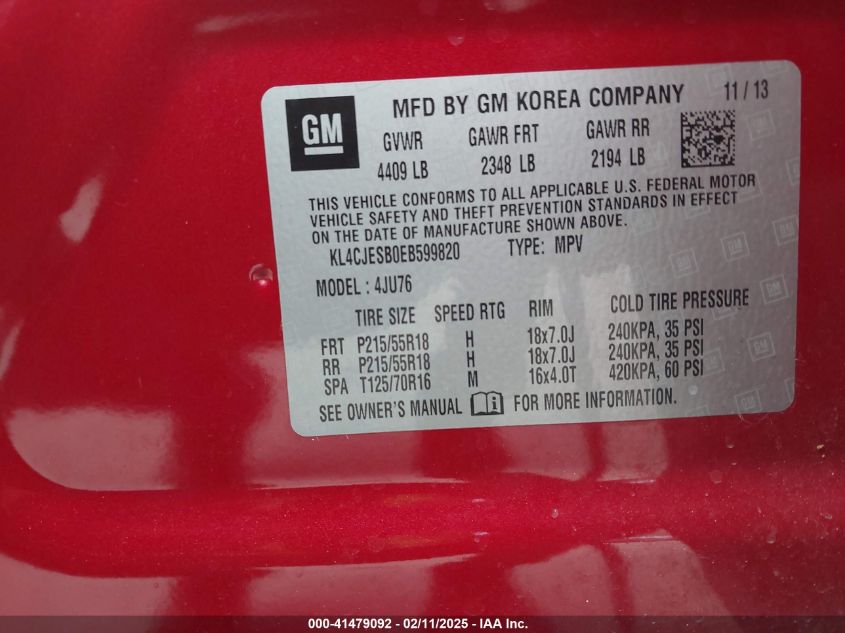 GM
MFD BY GM KOREA COMPANY 11 / 13
GVWR GAWR FRT GAWR RR
4409 LB 2348 LB 2194 LB
THIS VEHICLE CONFORMS TO ALL APPLICABLE U.S. FEDERAL MOTOR
VEHICLE SAFETY AND THEFT PREVENTION STANDARDS IN EFFECT
ON THE DATE OF MANUFACTURE SHOWN ABOVE.
KL4CJESB0EB599820 TYPE: MPV
MODEL : 4JU76
TIRE SIZE SPEED RTG RIM COLD TIRE PRESSURE
FRT P215/55R18 H 18x7.0J 240KPA, 35 PSI
RR P215/55R18 H 18x7.0J 240KPA, 35 PSI
SPA T125/70R16 M 16x4.0T 420KPA, 60 PSI
SEE OWNER'S MANUAL i FOR MORE INFORMATION.
000-41479092 - 02/11/2025 - IAA Inc.